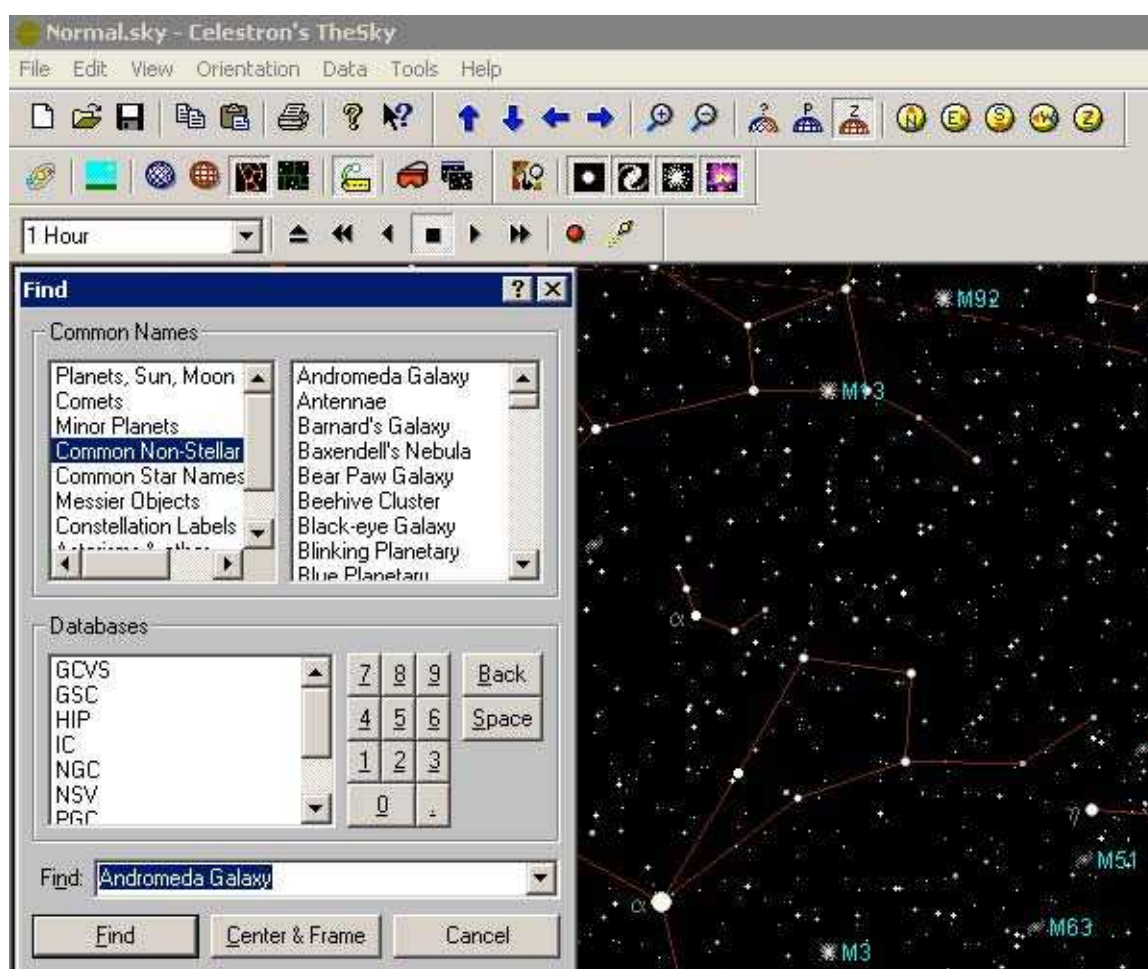 Normal.sky - Celestron's TheSky
File Edit View Orientation Data Tools Help
? P Z N E S W Z
1 Hour
Find
Common Names
Planets, Sun, Moon
Comets
Minor Planets
Common Non-Stellar
Common Star Names
Messier Objects
Constellation Labels
Andromeda Galaxy
Antennae
Barnard's Galaxy
Baxendell's Nebula
Bear Paw Galaxy
Beehive Cluster
Black-eye Galaxy
Blinking Planetary
Blue Planetary
Databases
GCVS
GSC
HIP
IC
NGC
NSV
PGC
7 8 9 Back
4 5 6 Space
1 2 3
0 .
Find: Andromeda Galaxy
Find Center & Frame Cancel
M92
M13
α
η
M51
α
M63
M3